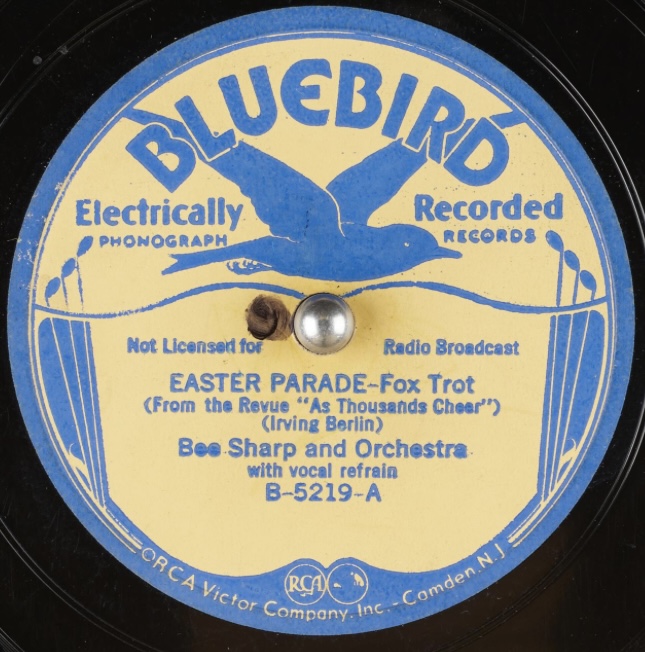 BLUEBIRD
Electrically Recorded
PHONOGRAPH RECORDS
Not Licensed for Radio Broadcast
EASTER PARADE-Fox Trot
(From the Revue "As Thousands Cheer")
(Irving Berlin)
Bee Sharp and Orchestra
with vocal refrain
B-5219-A
RCA
©RCA Victor Company, Inc.-Camden, N.J.